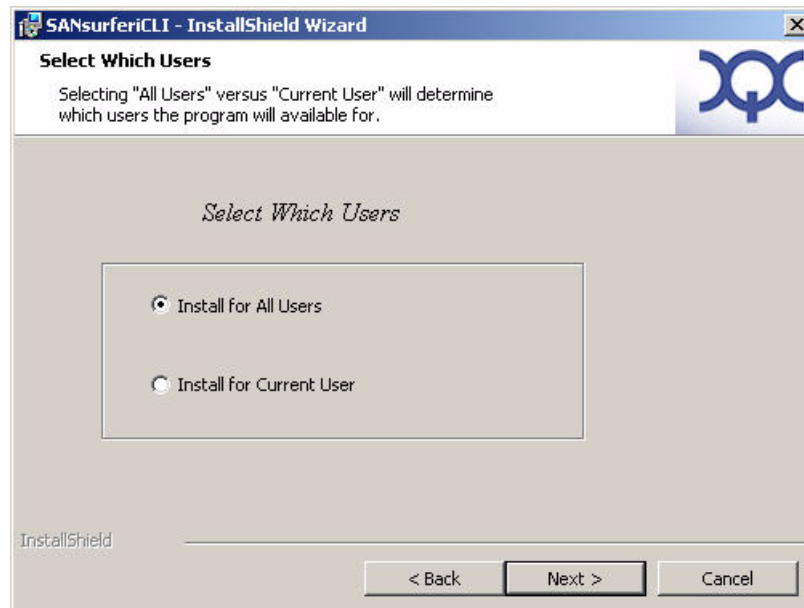 SANsurferiCLI - InstallShield Wizard
Select Which Users
Selecting "All Users" versus "Current User" will determine
which users the program will available for.
Select Which Users
Install for All Users
Install for Current User
InstallShield
< Back
Next >
Cancel